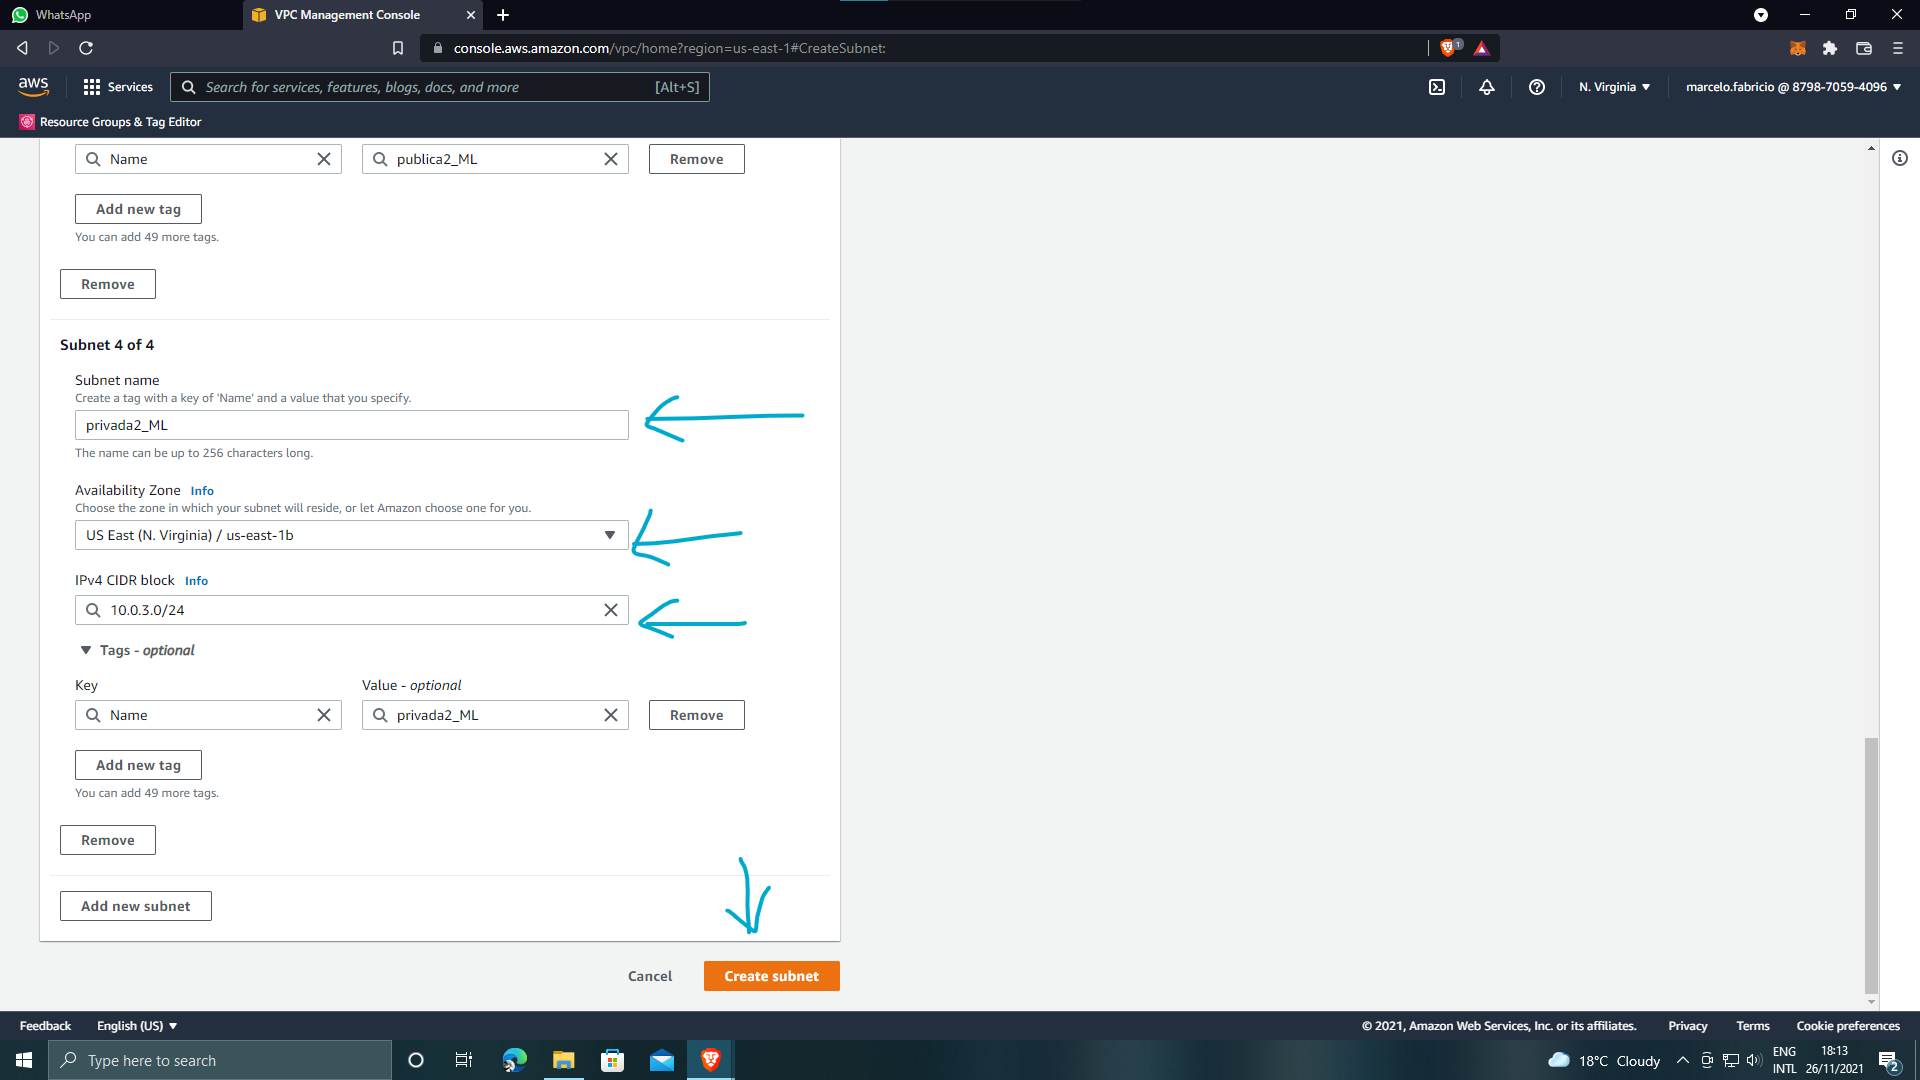 WhatsApp
VPC Management Console
console.aws.amazon.com/vpc/home?region=us-east-1#CreateSubnet:
1
aws
Services
Search for services, features, blogs, docs, and more
[Alt+S]
N. Virginia
marcelo.fabricio @ 8798-7059-4096
Resource Groups & Tag Editor
Name
publica2_ML
Remove
Add new tag
You can add 49 more tags.
Remove
Subnet 4 of 4
Subnet name
Create a tag with a key of 'Name' and a value that you specify.
privada2_ML
The name can be up to 256 characters long.
Availability Zone Info
Choose the zone in which your subnet will reside, or let Amazon choose one for you.
US East (N. Virginia) / us-east-1b
IPv4 CIDR block Info
10.0.3.0/24
Tags - optional
Key
Value - optional
Name
privada2_ML
Remove
Add new tag
You can add 49 more tags.
Remove
Add new subnet
Cancel
Create subnet
Feedback
English (US)
© 2021, Amazon Web Services, Inc. or its affiliates.
Privacy
Terms
Cookie preferences
Type here to search
18°C Cloudy
ENG
INTL
18:13
26/11/2021
2